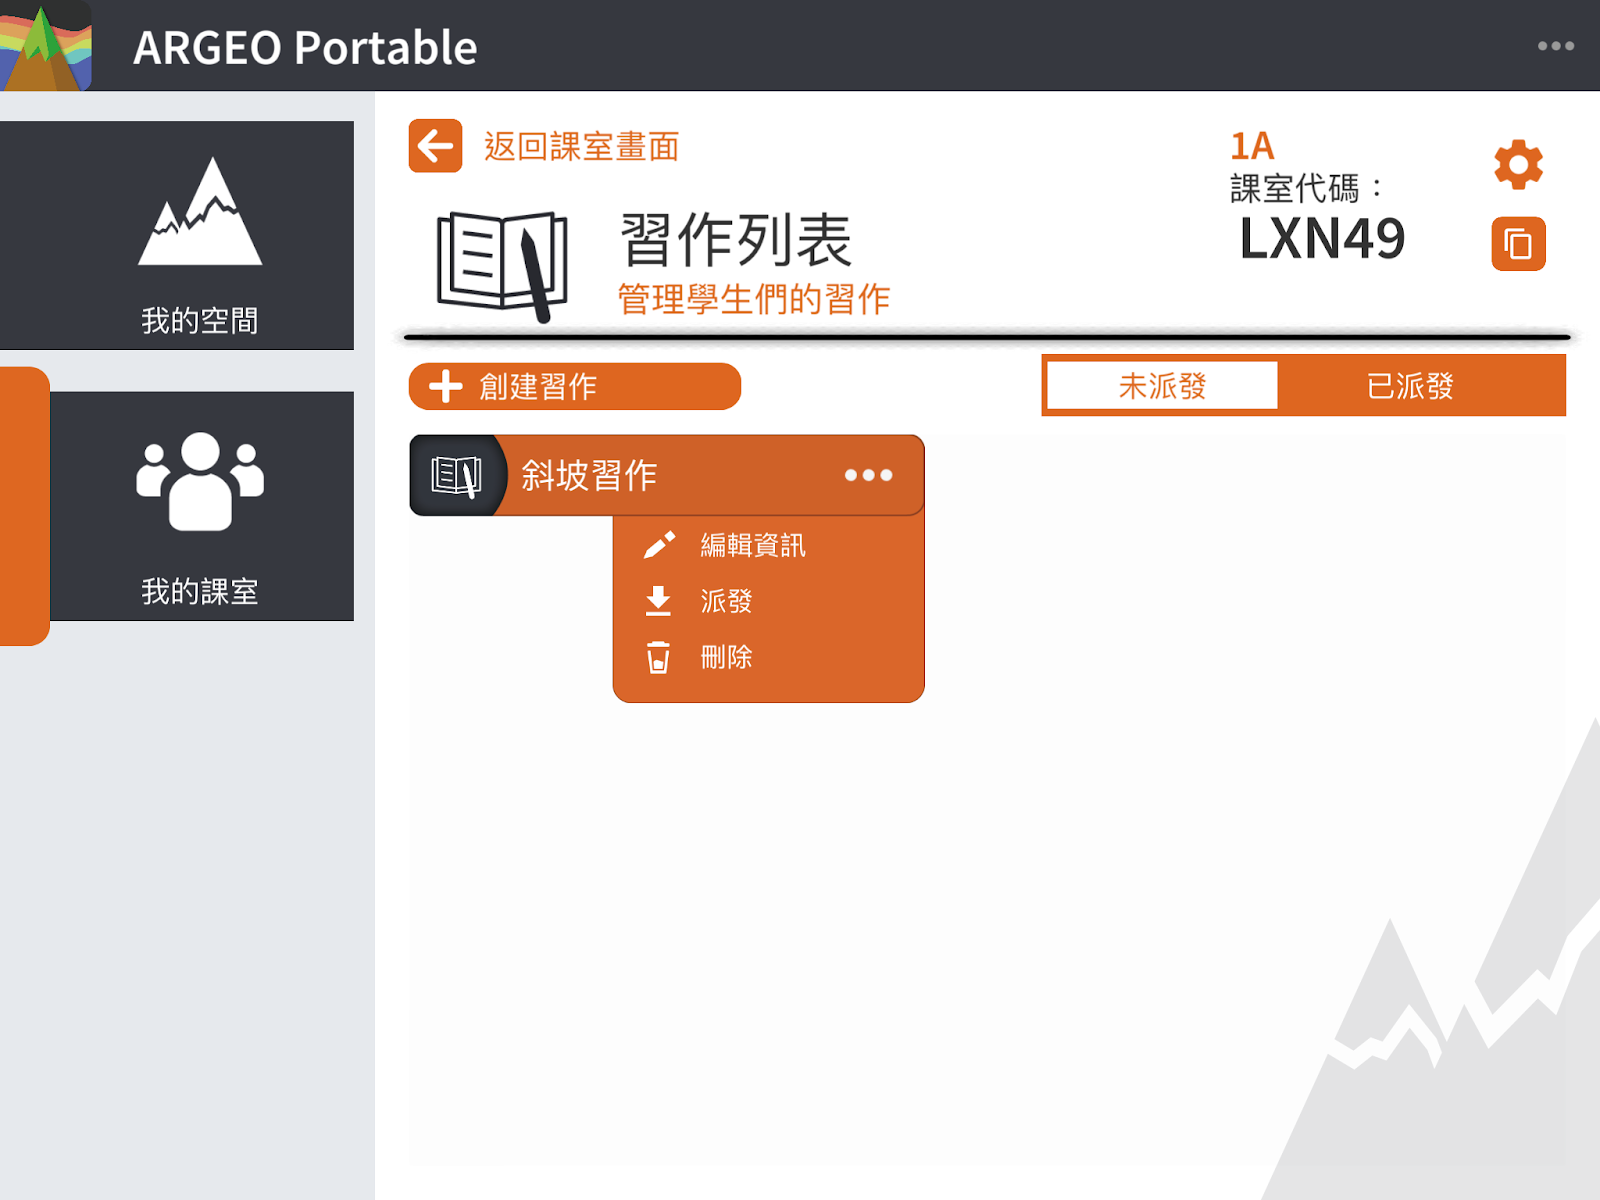 ARGEO Portable
我的空間
我的課室
返回課室畫面
習作列表
管理學生們的習作
1A
課室代碼：
LXN49
創建習作
未派發
已派發
斜坡習作
編輯資訊
派發
刪除